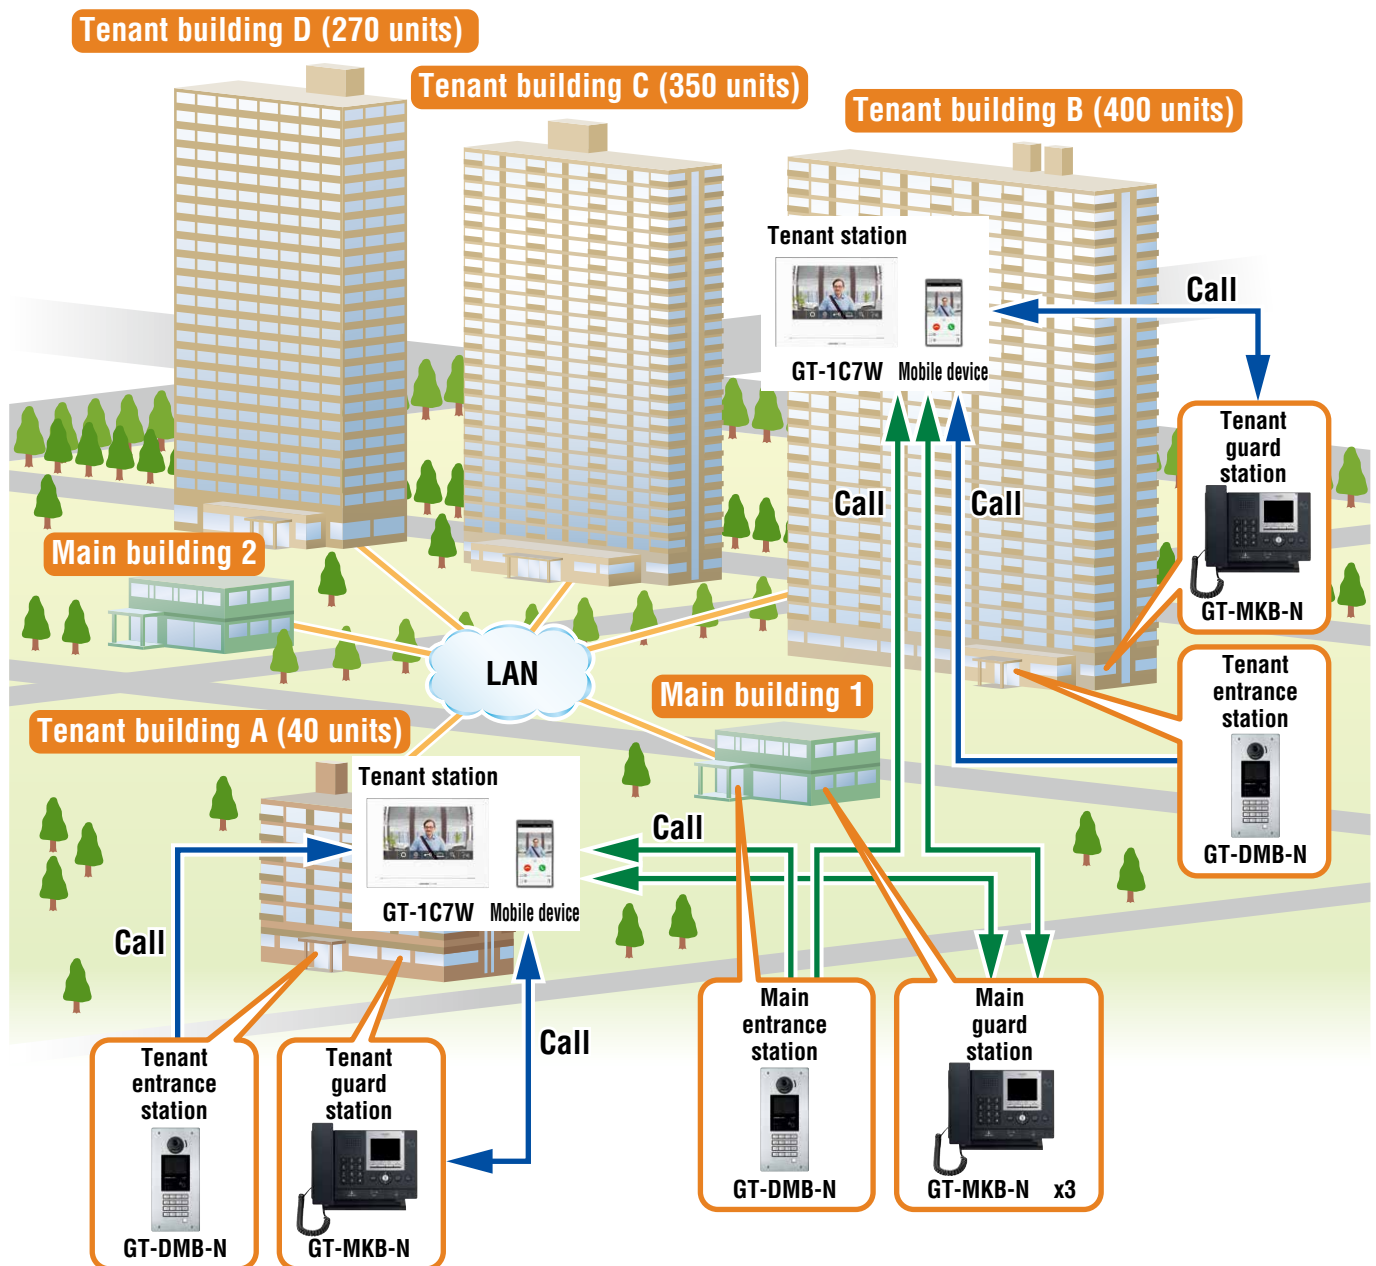 Tenant building D (270 units)
Tenant building C (350 units)
Tenant building B (400 units)
Tenant station
GT-1C7W
Mobile device
Call
Tenant
guard
station
GT-MKB-N
Call
Call
Main building 2
LAN
Tenant
entrance
station
GT-DMB-N
Main building 1
Tenant building A (40 units)
Tenant station
GT-1C7W
Mobile device
Call
Call
Call
Main
entrance
station
GT-DMB-N
Main
guard
station
GT-MKB-N x3
Tenant
entrance
station
GT-DMB-N
Tenant
guard
station
GT-MKB-N